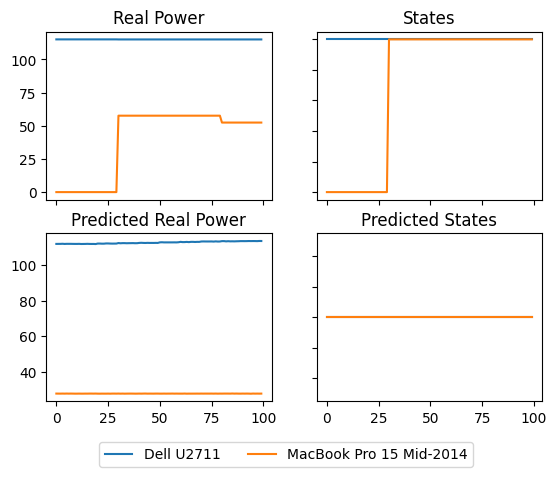 Real Power
States
100
75
50
25
0
Predicted Real Power
Predicted States
100
80
60
40
0 25 50 75 100
0 25 50 75 100
Dell U2711 MacBook Pro 15 Mid-2014